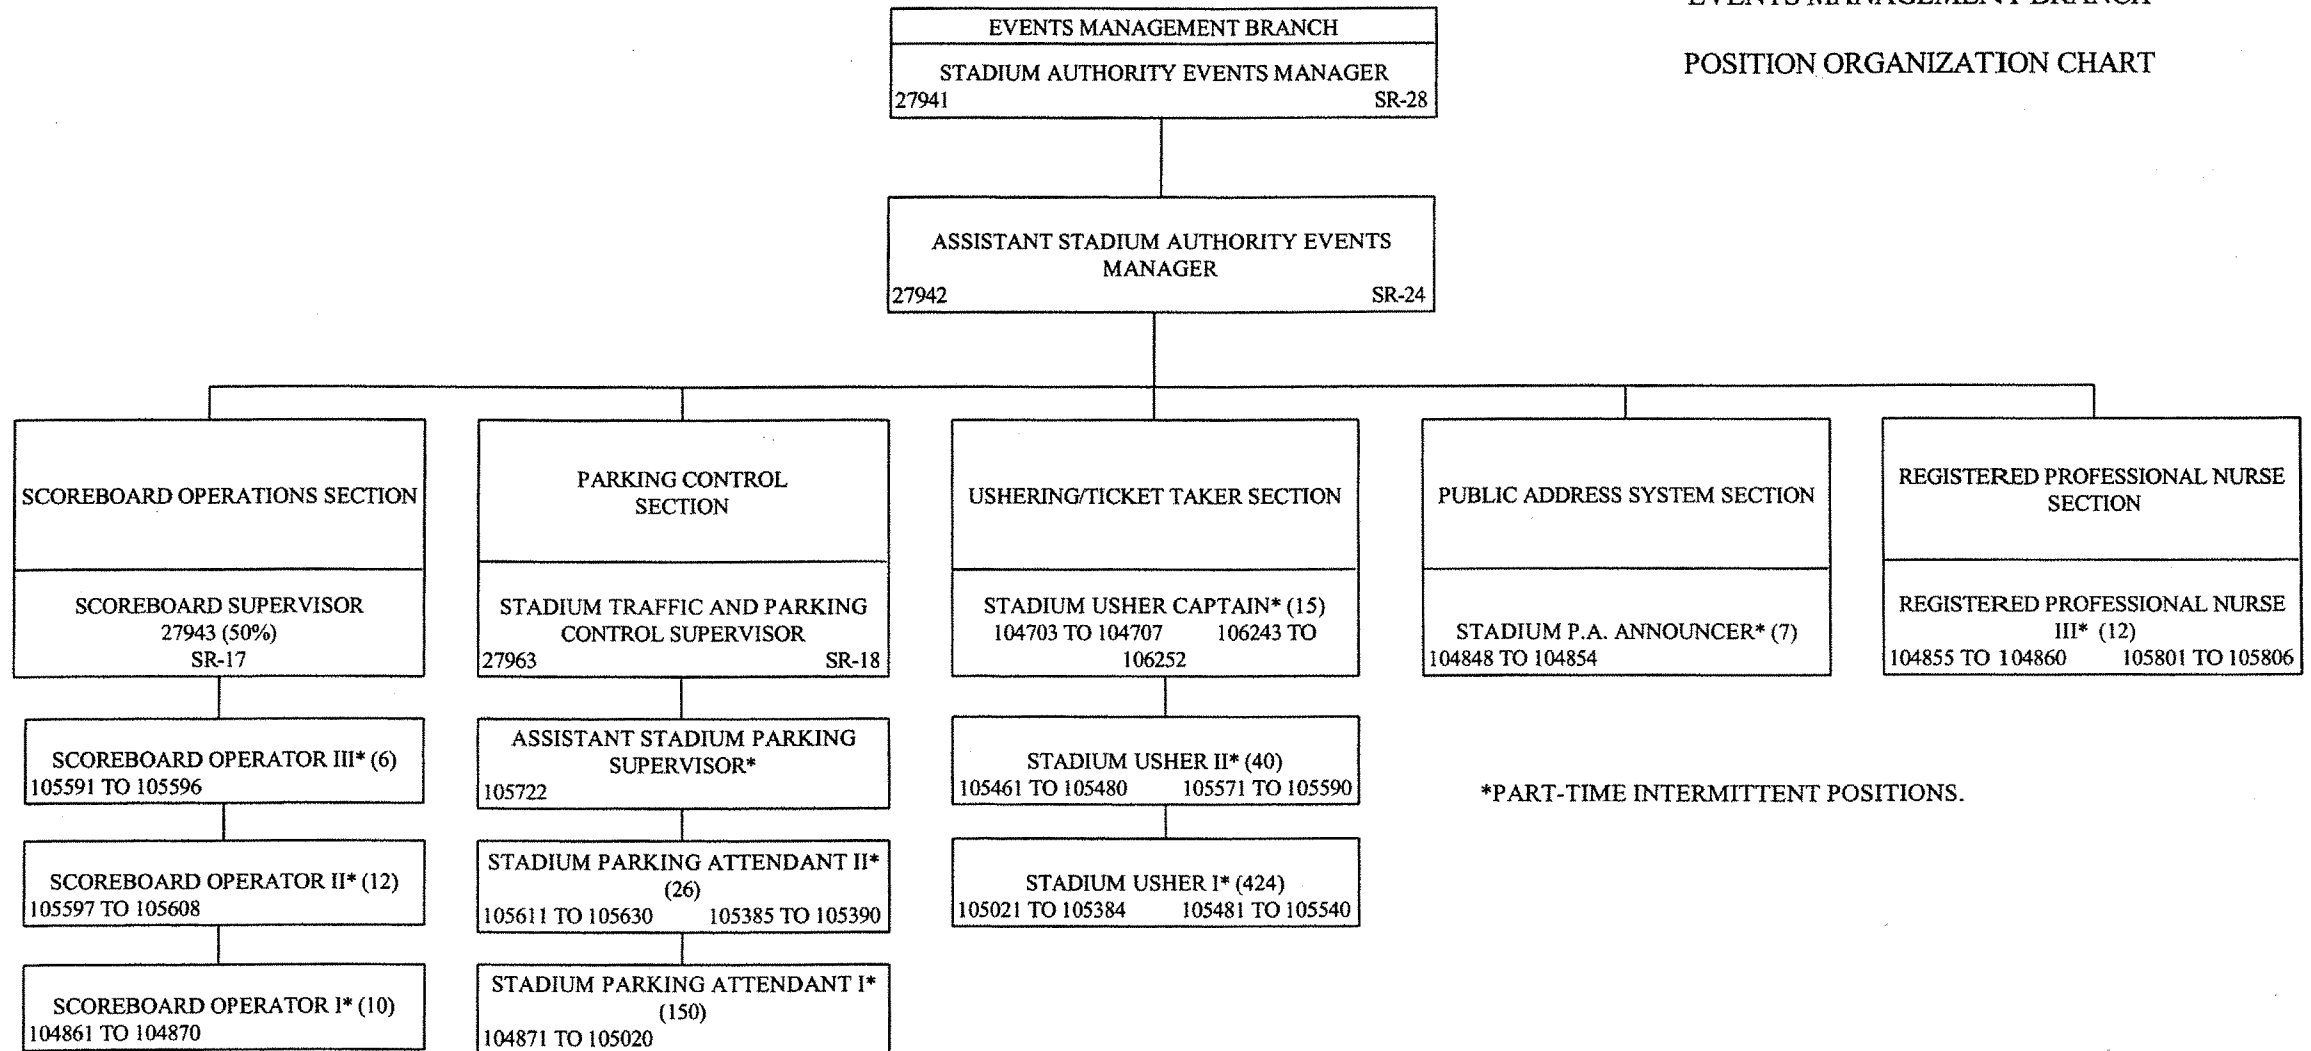 EVENTS MANAGEMENT BRANCH
POSITION ORGANIZATION CHART
EVENTS MANAGEMENT BRANCH
STADIUM AUTHORITY EVENTS MANAGER
27941 SR-28
ASSISTANT STADIUM AUTHORITY EVENTS
MANAGER
27942 SR-24
SCOREBOARD OPERATIONS SECTION
SCOREBOARD SUPERVISOR
27943 (50%)
SR-17
SCOREBOARD OPERATOR III* (6)
105591 TO 105596
SCOREBOARD OPERATOR II* (12)
105597 TO 105608
SCOREBOARD OPERATOR I* (10)
104861 TO 104870
PARKING CONTROL
SECTION
STADIUM TRAFFIC AND PARKING
CONTROL SUPERVISOR
27963 SR-18
ASSISTANT STADIUM PARKING
SUPERVISOR*
105722
STADIUM PARKING ATTENDANT II*
(26)
105611 TO 105630 105385 TO 105390
STADIUM PARKING ATTENDANT I*
(150)
104871 TO 105020
USHERING/TICKET TAKER SECTION
STADIUM USHER CAPTAIN* (15)
104703 TO 104707 106243 TO
106252
STADIUM USHER II* (40)
105461 TO 105480 105571 TO 105590
STADIUM USHER I* (424)
105021 TO 105384 105481 TO 105540
PUBLIC ADDRESS SYSTEM SECTION
STADIUM P.A. ANNOUNCER* (7)
104848 TO 104854
REGISTERED PROFESSIONAL NURSE
SECTION
REGISTERED PROFESSIONAL NURSE
III* (12)
104855 TO 104860 105801 TO 105806
*PART-TIME INTERMITTENT POSITIONS.